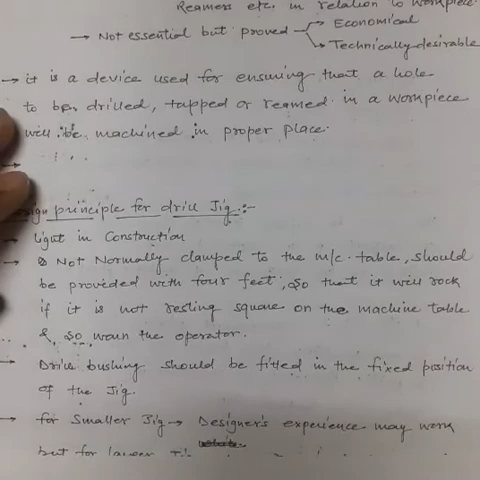 Reamers etc. in relation to workpiece
→ Not essential but proved → Economical
→ Technically desirable
→ it is a device used for ensuring that a hole
to be, drilled, tapped or reamed in a workpiece
will be machined in proper place.
→
sign principle for drill Jig :-
→ Light in Construction
→ Not Normally clamped to the m/c table, should
be provided with four feet, so that it will rock
if it is not resting square on the machine table
& so warn the operator.
→ Drill bushing should be fitted in the fixed position
of the Jig.
→ for Smaller Jig → Designer's experience may work
but for larger